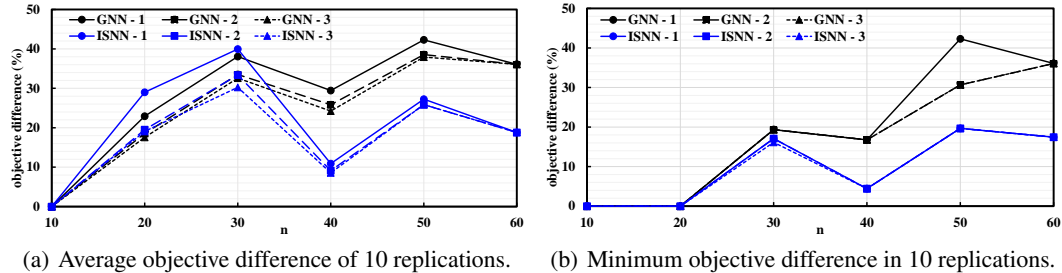 GNN - 1 GNN - 2 GNN - 3
ISNN - 1 ISNN - 2 ISNN - 3
objective difference (%)
50
40
30
20
10
0
10 20 30 40 50 60
n
(a) Average objective difference of 10 replications.
GNN - 1 GNN - 2 GNN - 3
ISNN - 1 ISNN - 2 ISNN - 3
objective difference (%)
50
40
30
20
10
0
10 20 30 40 50 60
n
(b) Minimum objective difference in 10 replications.